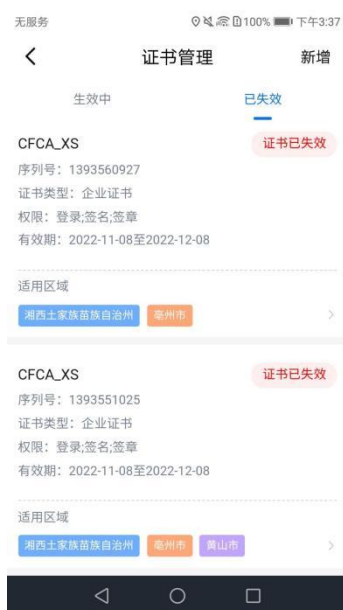 无服务 100% 下午3:37
证书管理 新增
生效中 已失效
CFCA_XS 证书已失效
序列号：1393560927
证书类型：企业证书
权限：登录;签名;签章
有效期：2022-11-08至2022-12-08
适用区域
湘西土家族苗族自治州 亳州市
CFCA_XS 证书已失效
序列号：1393551025
证书类型：企业证书
权限：登录;签名;签章
有效期：2022-11-08至2022-12-08
适用区域
湘西土家族苗族自治州 亳州市 黄山市